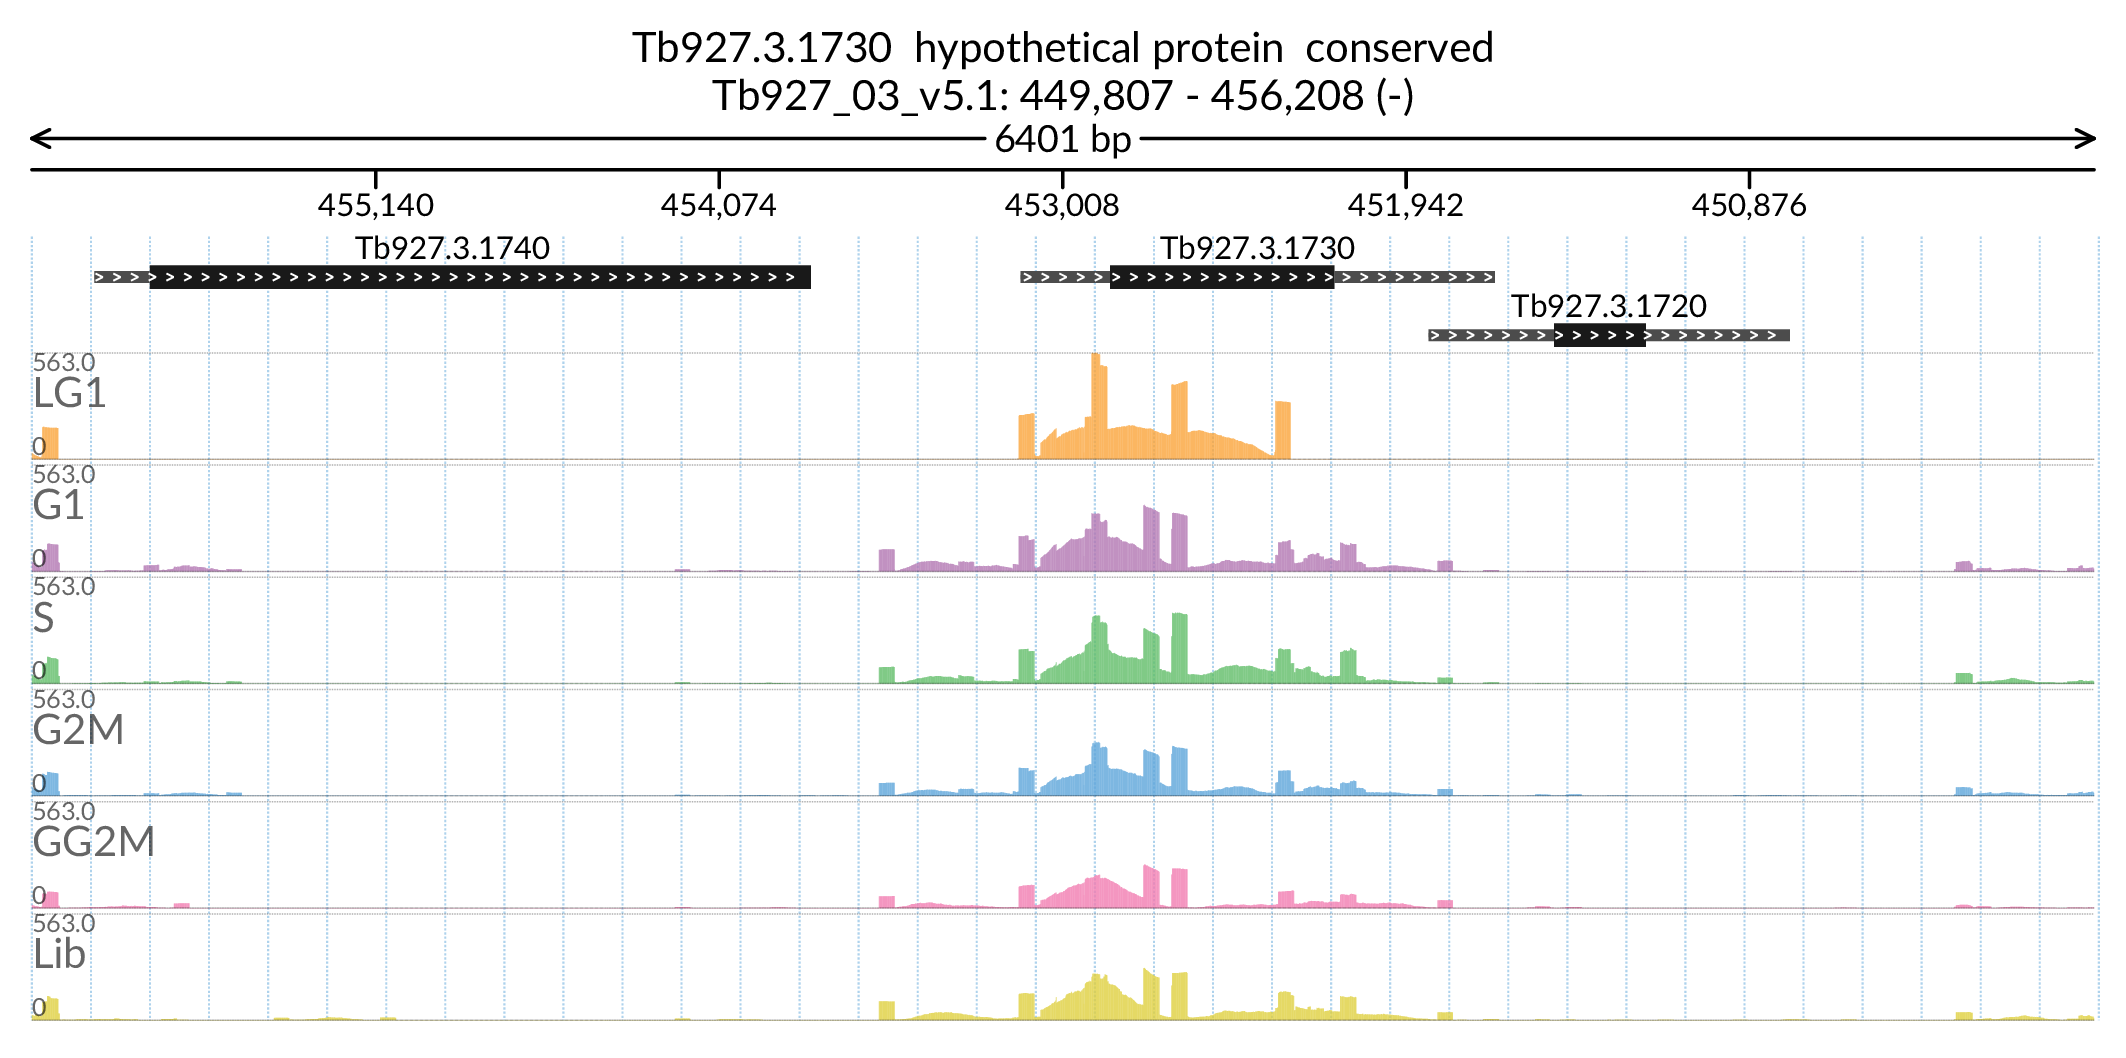 Tb927.3.1730  hypothetical protein  conserved
Tb927_03_v5.1: 449,807 - 456,208 (-)
6401 bp
455,140 454,074 453,008 451,942 450,876
Tb927.3.1740 Tb927.3.1730
Tb927.3.1720
563.0
LG1
0
563.0
G1
0
563.0
S
0
563.0
G2M
0
563.0
GG2M
0
563.0
Lib
0